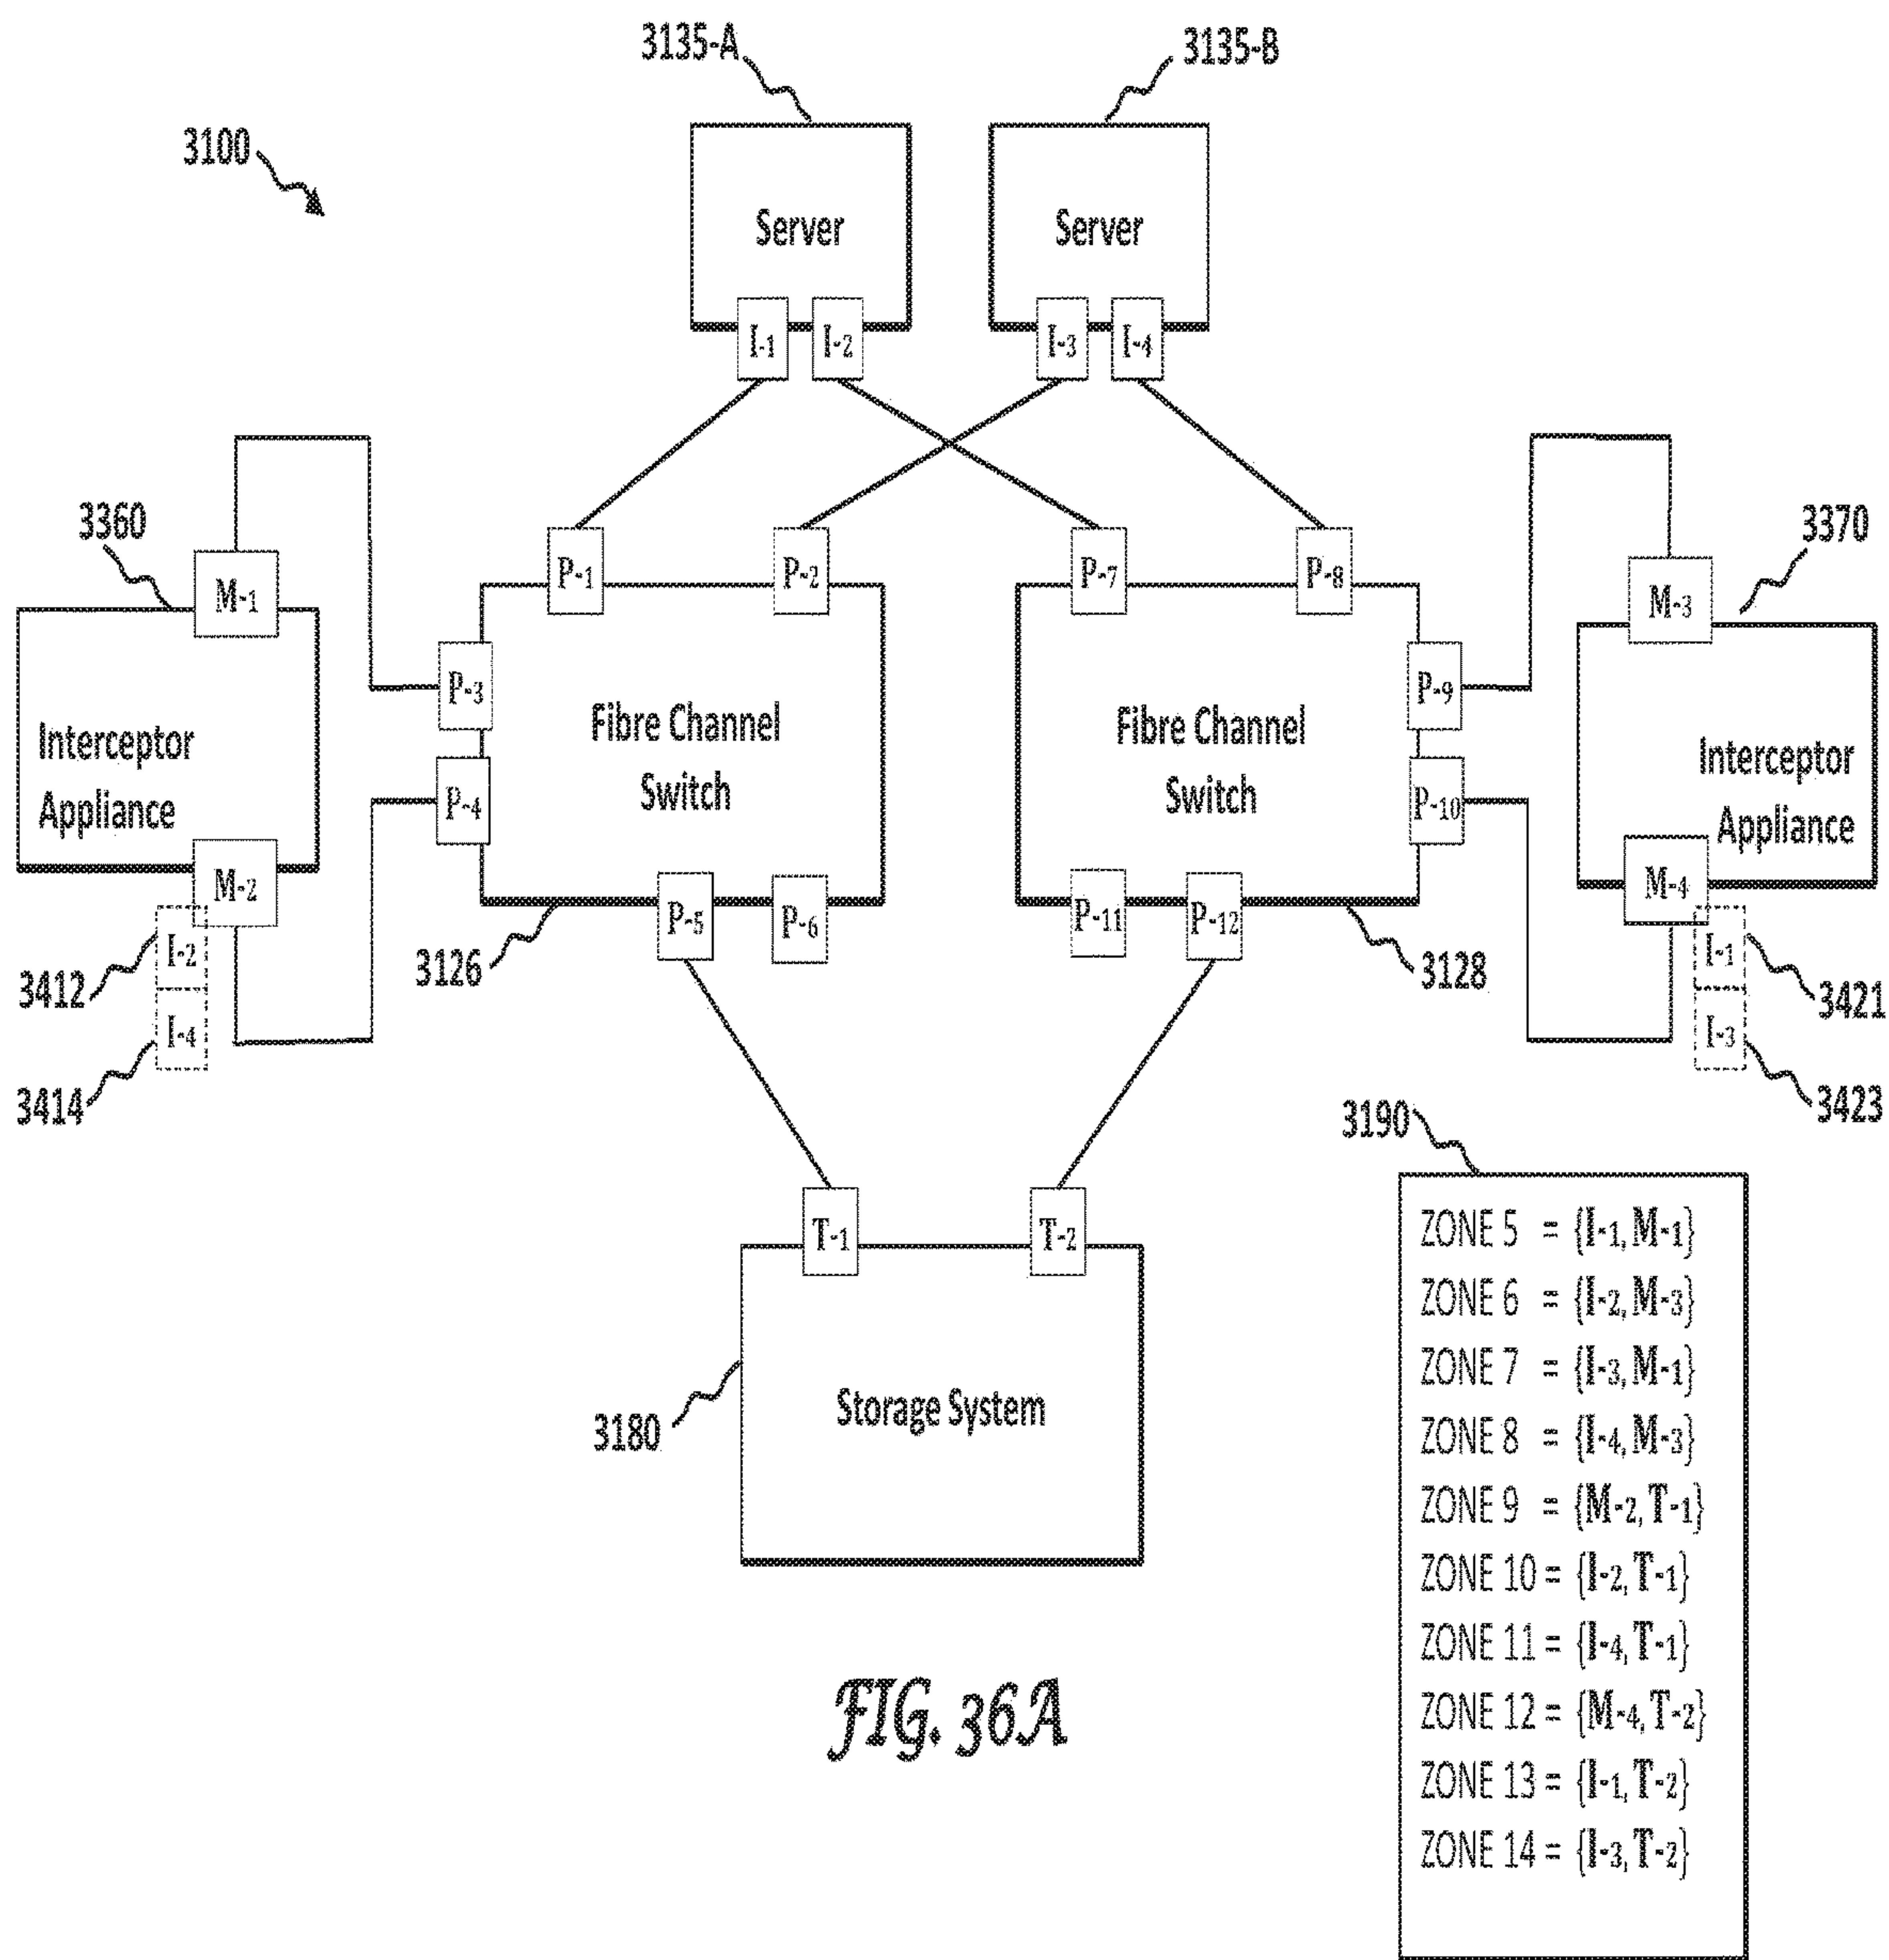 3135-A
3135-B
3100
Server
Server
I-1
I-2
I-3
I-4
3360
3370
M-1
P-1
P-2
P-7
P-8
M-3
P-3
P-9
Interceptor
Appliance
Fibre Channel
Switch
Fibre Channel
Switch
Interceptor
Appliance
P-4
P-10
M-2
M-4
P-5
P-6
P-11
P-12
3412
I-2
3126
3128
I-1
3421
3414
I-4
I-3
3423
3190
T-1
T-2
3180
Storage System
ZONE 5 = {I-1, M-1}
ZONE 6 = {I-2, M-3}
ZONE 7 = {I-3, M-1}
ZONE 8 = {I-4, M-3}
ZONE 9 = {M-2, T-1}
ZONE 10 = {I-2, T-1}
ZONE 11 = {I-4, T-1}
ZONE 12 = {M-4, T-2}
ZONE 13 = {I-1, T-2}
ZONE 14 = {I-3, T-2}
FIG. 36A